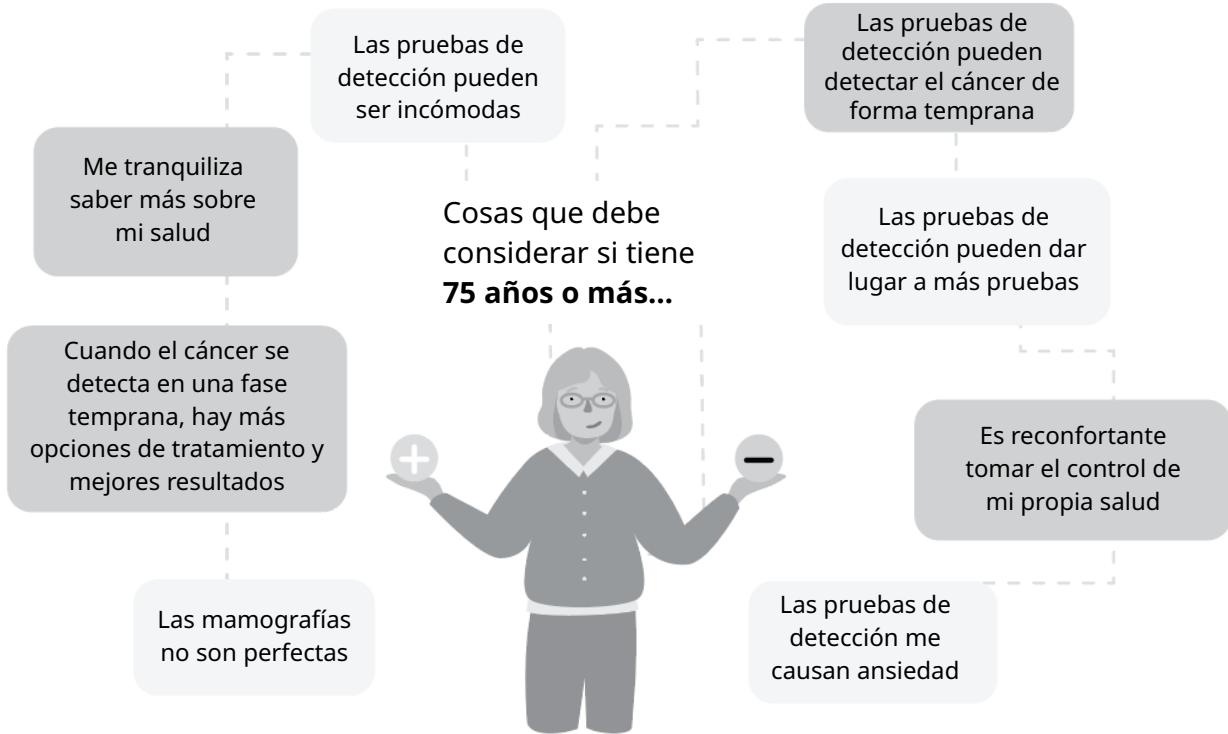 Las pruebas de
detección pueden
ser incómodas
Las pruebas de
detección pueden
detectar el cáncer de
forma temprana
Me tranquiliza
saber más sobre
mi salud
Cosas que debe
considerar si tiene
75 años o más...
Las pruebas de
detección pueden dar
lugar a más pruebas
Cuando el cáncer se
detecta en una fase
temprana, hay más
opciones de tratamiento y
mejores resultados
Es reconfortante
tomar el control de
mi propia salud
Las mamografías
no son perfectas
Las pruebas de
detección me
causan ansiedad